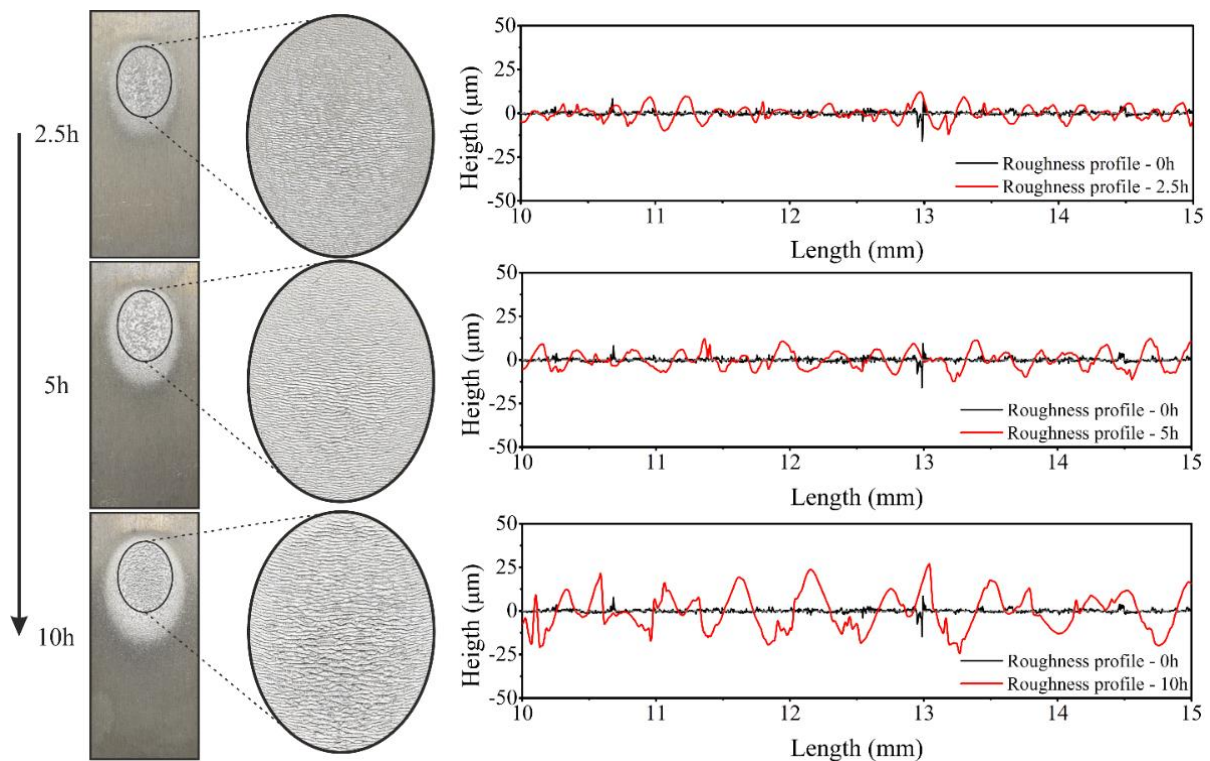 2.5h
5h
10h
Heigth (µm)
50
25
0
-25
-50
Roughness profile - 0h
Roughness profile - 2.5h
10 11 12 13 14 15
Length (mm)
Heigth (µm)
50
25
0
-25
-50
Roughness profile - 0h
Roughness profile - 5h
10 11 12 13 14 15
Length (mm)
Heigth (µm)
50
25
0
-25
-50
Roughness profile - 0h
Roughness profile - 10h
10 11 12 13 14 15
Length (mm)